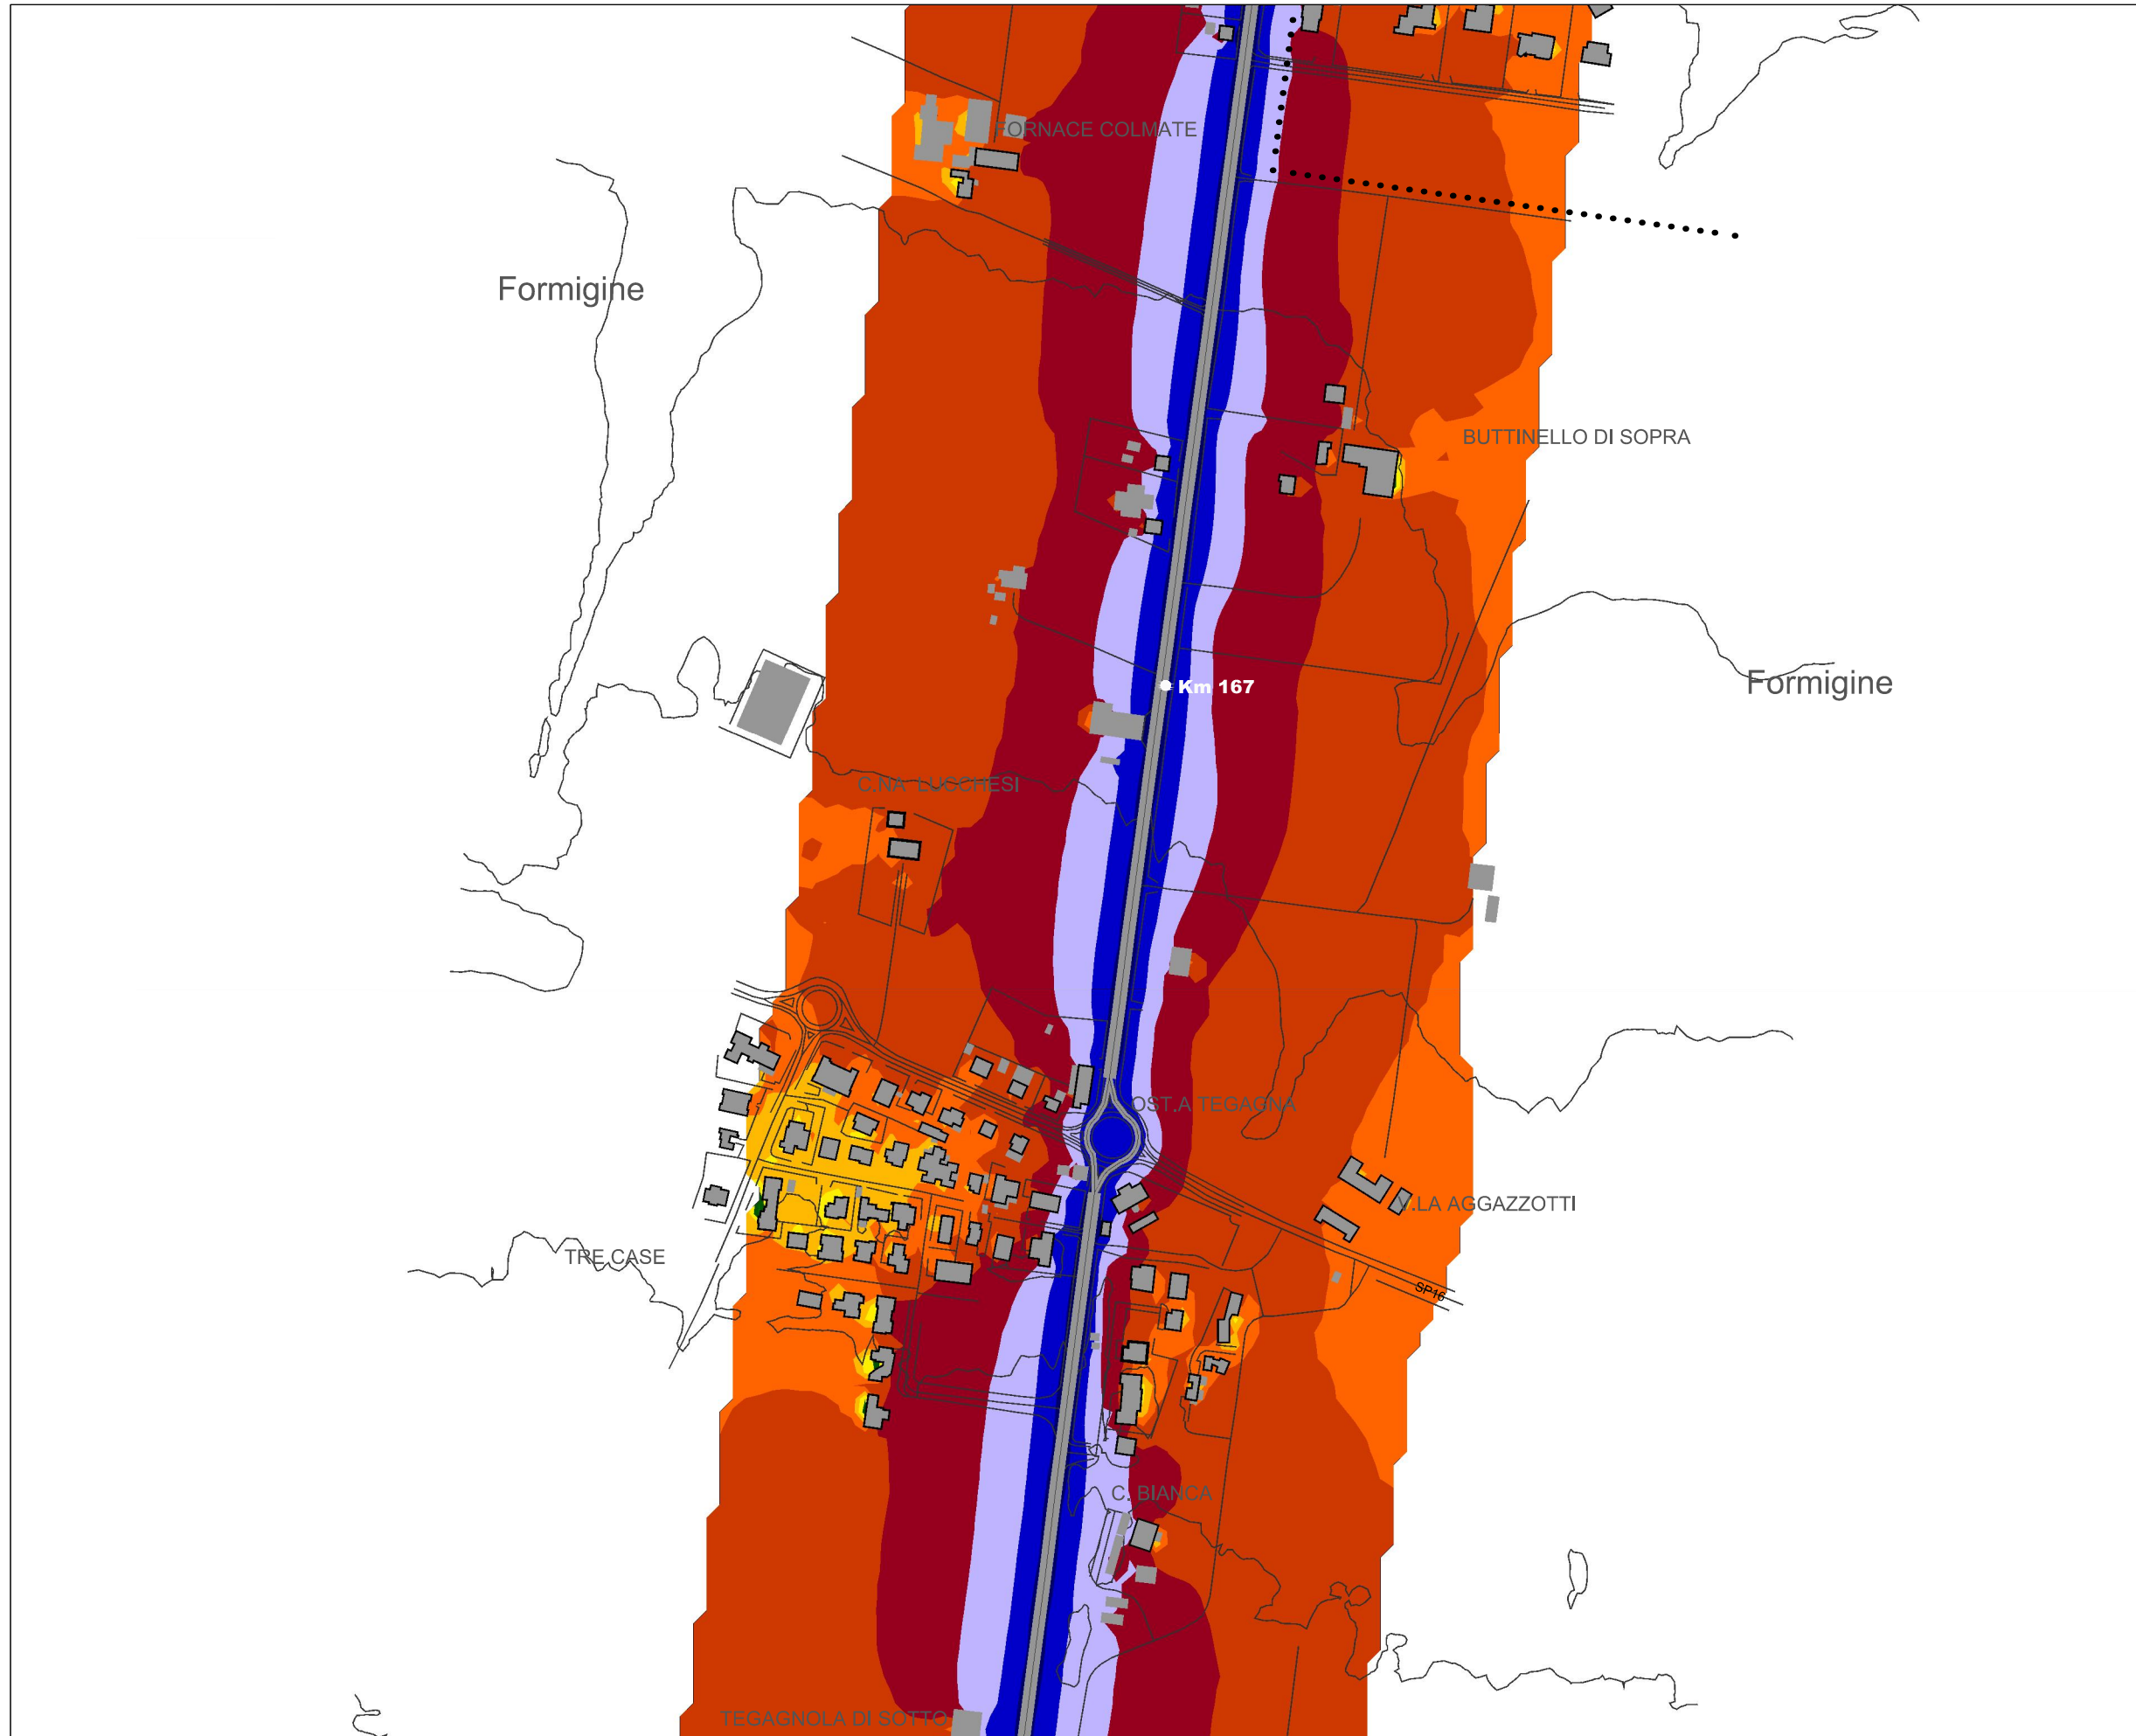 FORNACE COLMATE
Formigine
BUTTINELLO DI SOPRA
Formigine
Km 167
C.NA LUCCHESI
OST.A TEGAGNA
V.LA AGGAZZOTTI
TRE CASE
SP16
C. BIANCA
TEGAGNOLA DI SOTTO